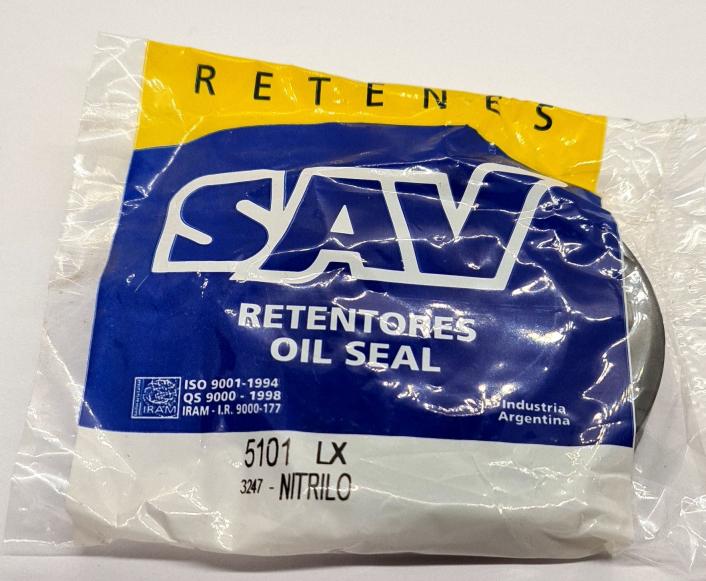 RETENES
SAV
RETENTORES
OIL SEAL
IRAM
ISO 9001-1994
QS 9000 - 1998
IRAM - I.R. 9000-177
Industria
Argentina
5101 LX
3247 - NITRILO